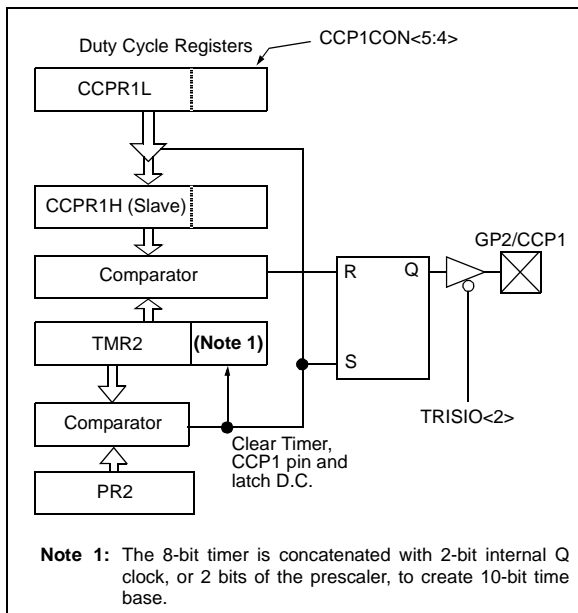 Duty Cycle Registers
CCP1CON<5:4>
CCPR1L
CCPR1H (Slave)
Comparator
R
Q
GP2/CCP1
TMR2
(Note 1)
S
Comparator
TRISIO<2>
Clear Timer,
CCP1 pin and
latch D.C.
PR2
Note 1: The 8-bit timer is concatenated with 2-bit internal Q
clock, or 2 bits of the prescaler, to create 10-bit time
base.